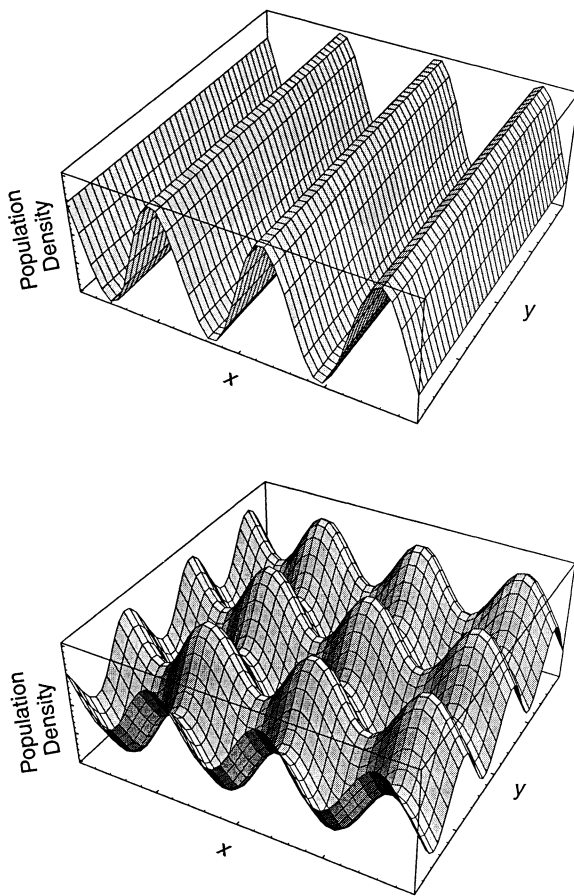 Population
Density
x
y
Population
Density
x
y